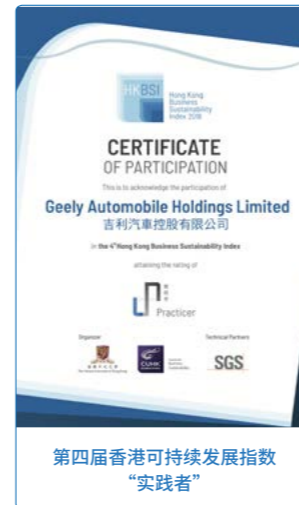 HKBSI
Hong Kong
Business
Sustainability
Index 2018
CERTIFICATE
OF PARTICIPATION
This is to acknowledge the participation of
Geely Automobile Holdings Limited
吉利汽車控股有限公司
in the 4th Hong Kong Business Sustainability Index
attaining the rating of
Practicer
Organizer
Technical Partners
CUHK
SGS
第四届香港可持续发展指数
“实践者”